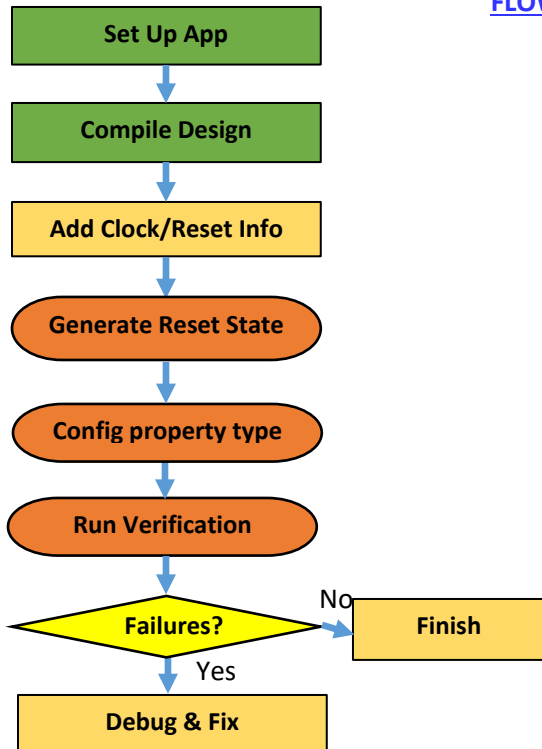 FLOW
Set Up App
Compile Design
Add Clock/Reset Info
Generate Reset State
Config property type
Run Verification
Failures?
No
Finish
Yes
Debug & Fix